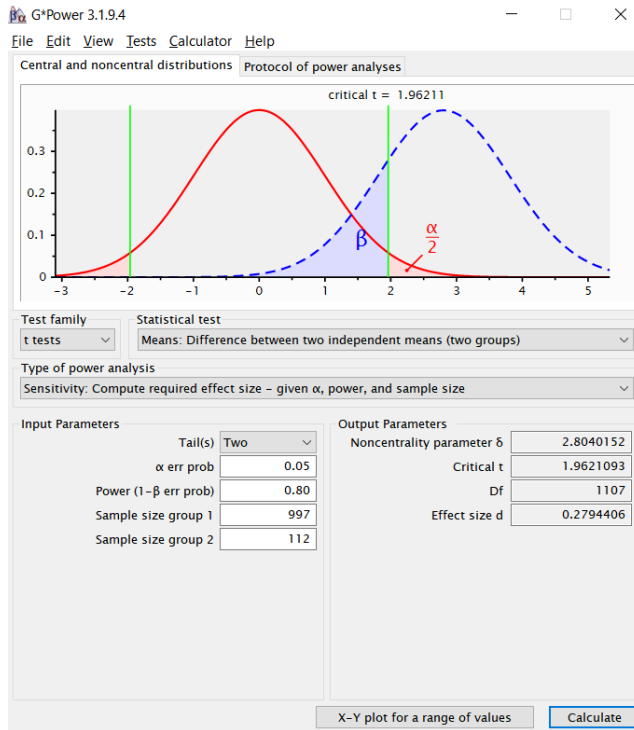 G*Power 3.1.9.4
File Edit View Tests Calculator Help
Central and noncentral distributions Protocol of power analyses
critical t = 1.96211
0.3
0.2
0.1
0
β
α
2
-3 -2 -1 0 1 2 3 4 5
Test family Statistical test
t tests Means: Difference between two independent means (two groups)
Type of power analysis
Sensitivity: Compute required effect size – given α, power, and sample size
Input Parameters
Tail(s) Two
α err prob 0.05
Power (1-β err prob) 0.80
Sample size group 1 997
Sample size group 2 112
Output Parameters
Noncentrality parameter δ 2.8040152
Critical t 1.9621093
Df 1107
Effect size d 0.2794406
X-Y plot for a range of values Calculate